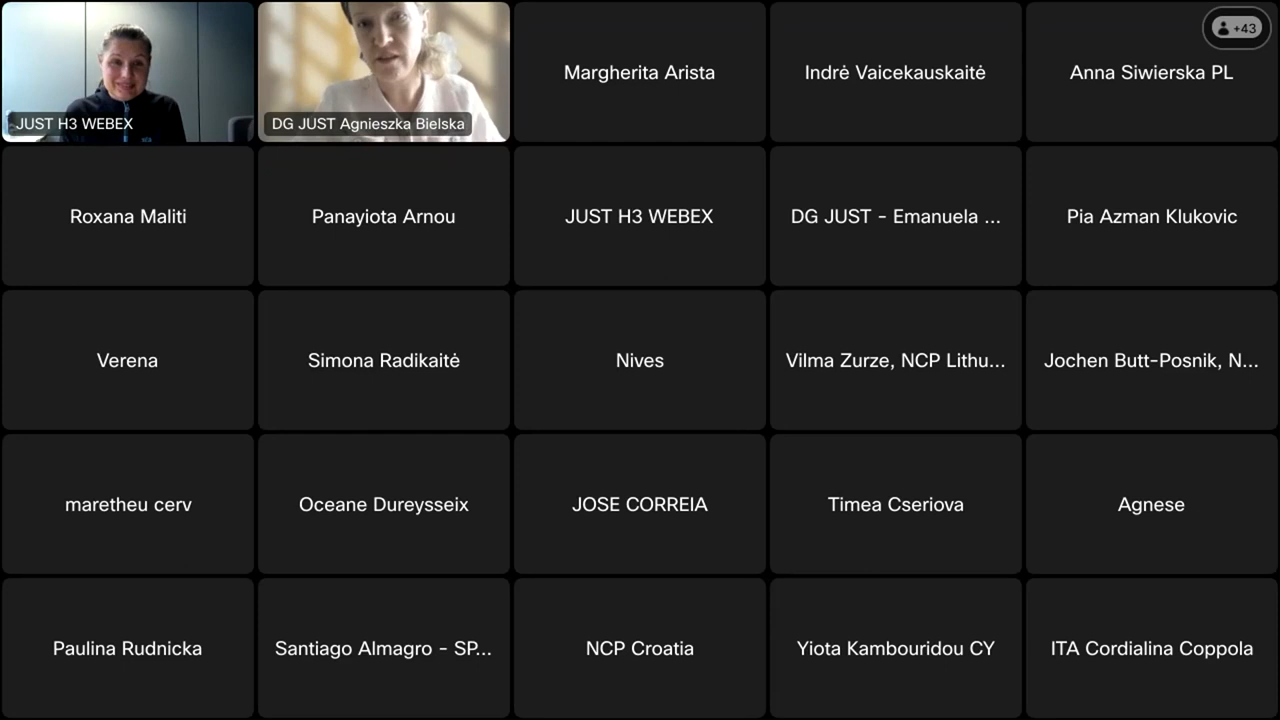 JUST H3 WEBEX
DG JUST Agnieszka Bielska
Margherita Arista
Indrė Vaicekauskaitė
Anna Siwierska PL
+43
Roxana Maliti
Panayiota Arnou
JUST H3 WEBEX
DG JUST - Emanuela ...
Pia Azman Klukovic
Verena
Simona Radikaitė
Nives
Vilma Zurze, NCP Lithu...
Jochen Butt-Posnik, N...
maretheu cerv
Oceane Dureysseix
JOSE CORREIA
Timea Cseriova
Agnese
Paulina Rudnicka
Santiago Almagro - SP...
NCP Croatia
Yiota Kambouridou CY
ITA Cordialina Coppola